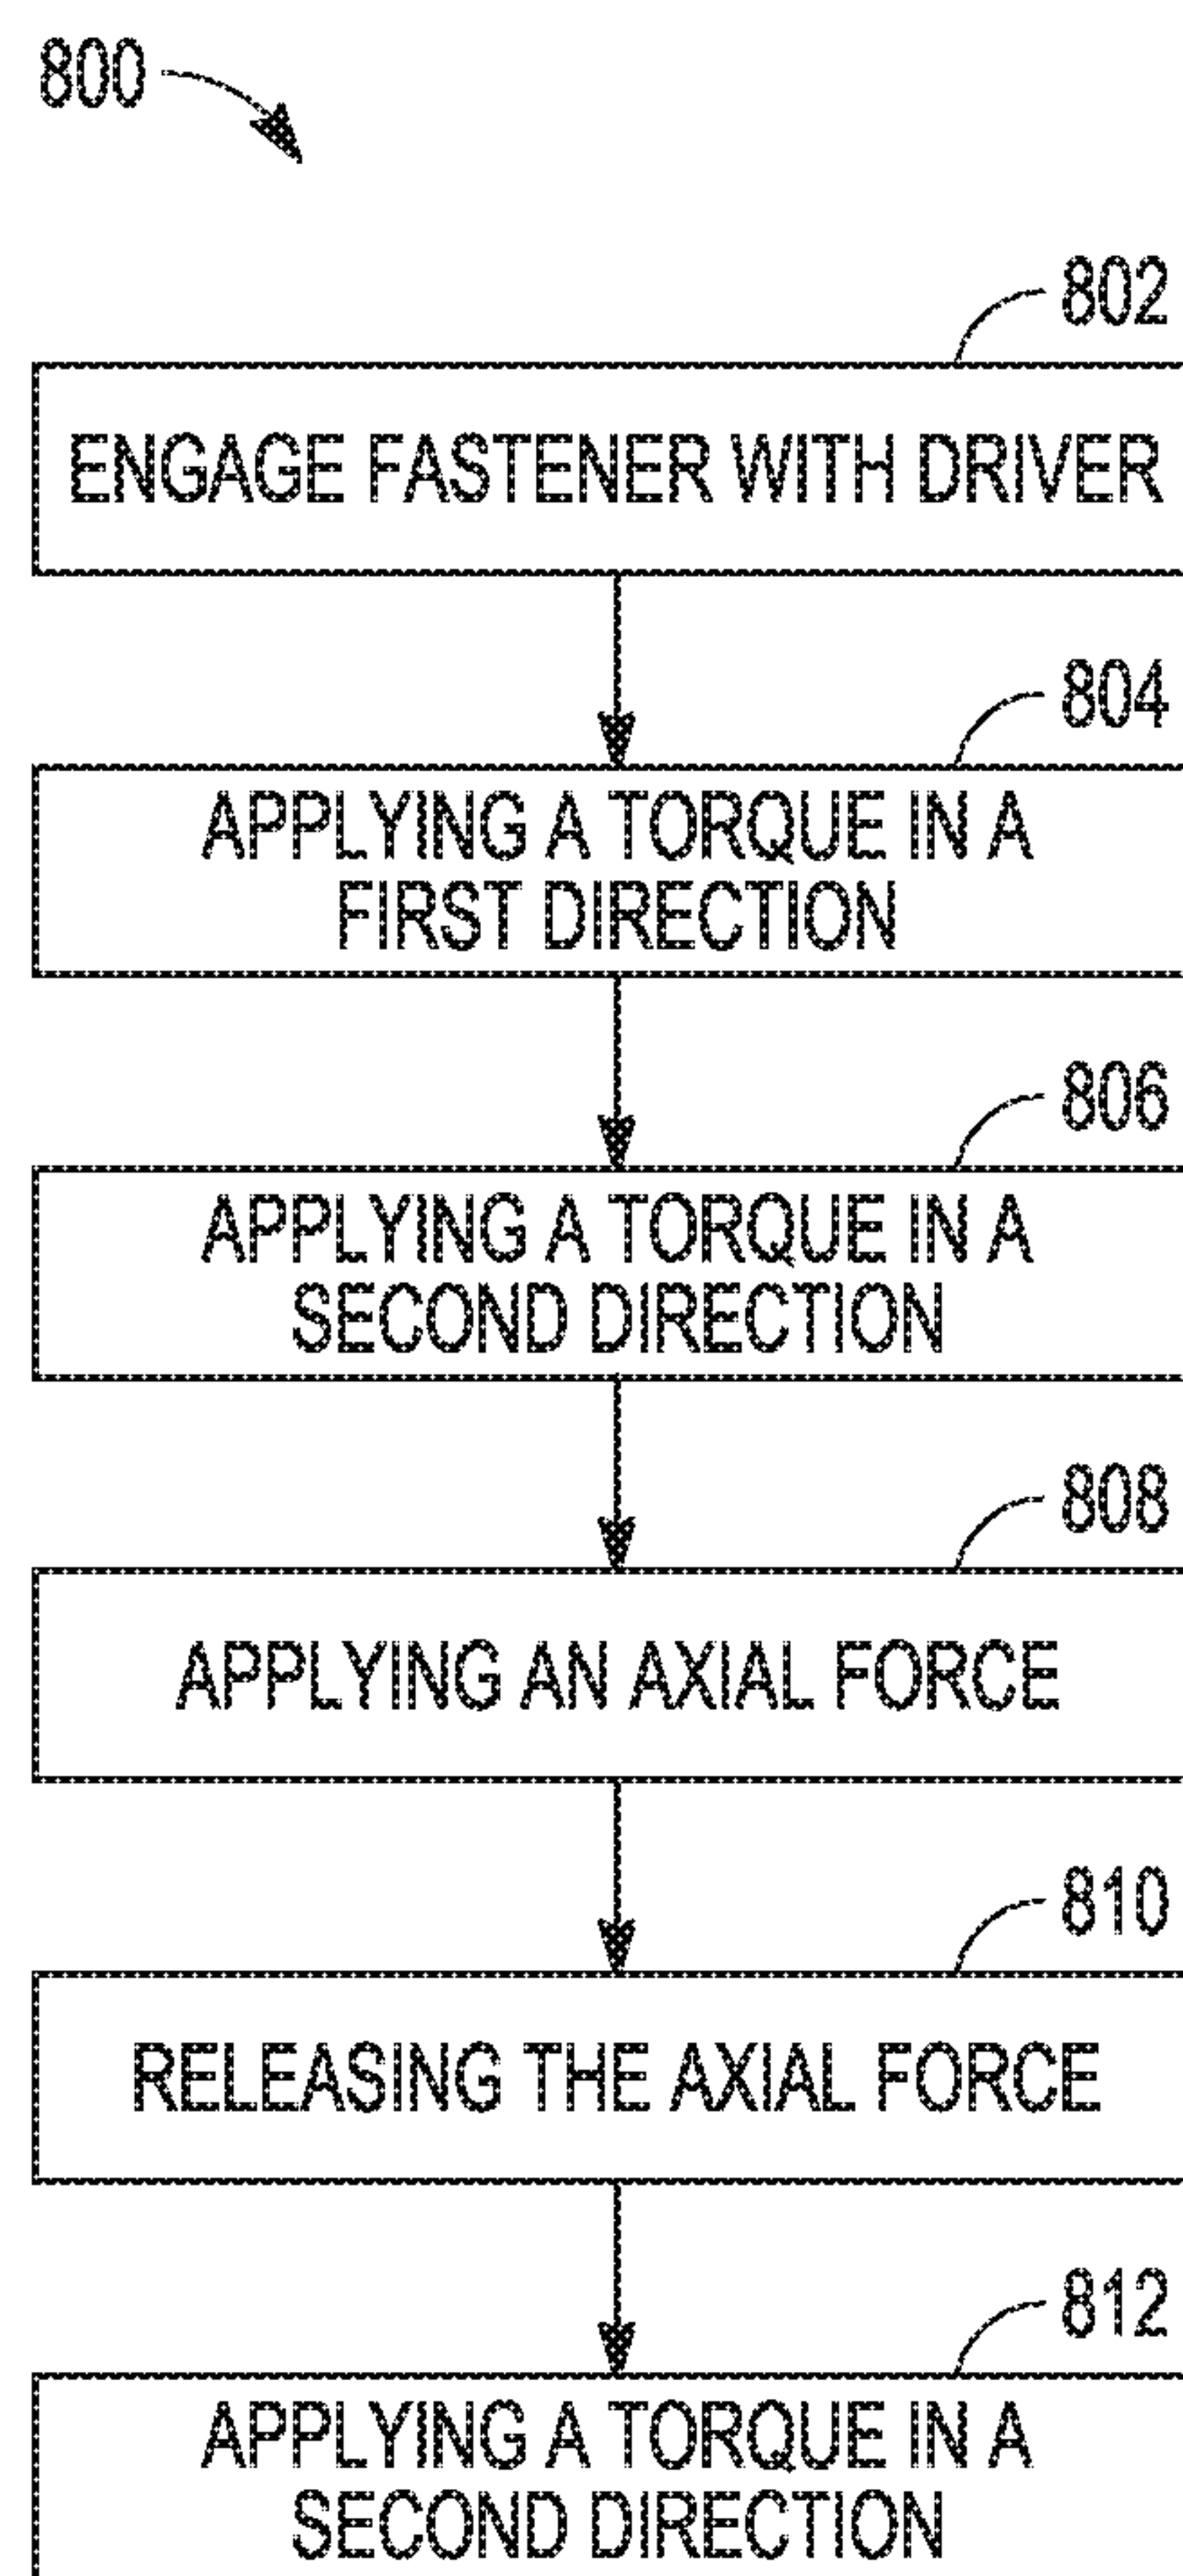 800
802
ENGAGE FASTENER WITH DRIVER
804
APPLYING A TORQUE IN A
FIRST DIRECTION
806
APPLYING A TORQUE IN A
SECOND DIRECTION
808
APPLYING AN AXIAL FORCE
810
RELEASING THE AXIAL FORCE
812
APPLYING A TORQUE IN A
SECOND DIRECTION